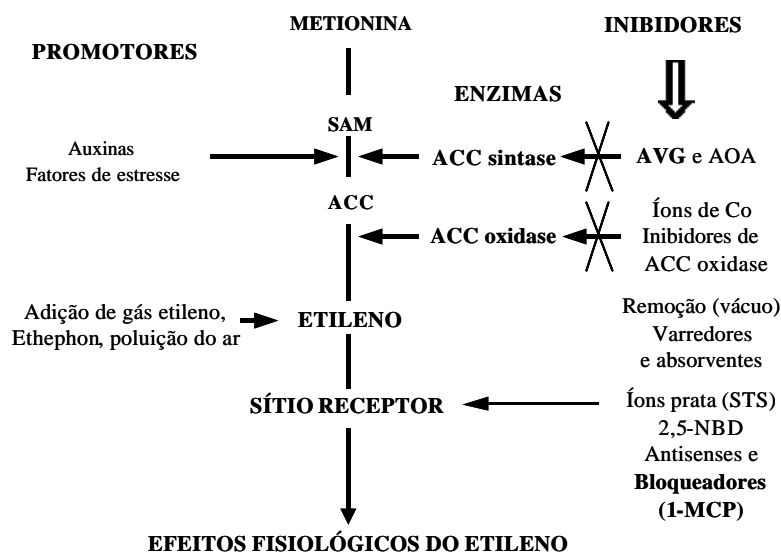 METIONINA
INIBIDORES
PROMOTORES
ENZIMAS
SAM
Auxinas
Fatores de estresse
ACC sintase
AVG e AOA
ACC
Íons de Co
Inibidores de
ACC oxidase
ACC oxidase
Adição de gás etileno,
Ethephon, poluição do ar
ETILENO
Remoção (vácuo)
Varredores
e absorventes
SÍTIO RECEPTOR
Íons prata (STS)
2,5-NBD
Antisenses e
Bloqueadores
(1-MCP)
EFEITOS FISIOLÓGICOS DO ETILENO